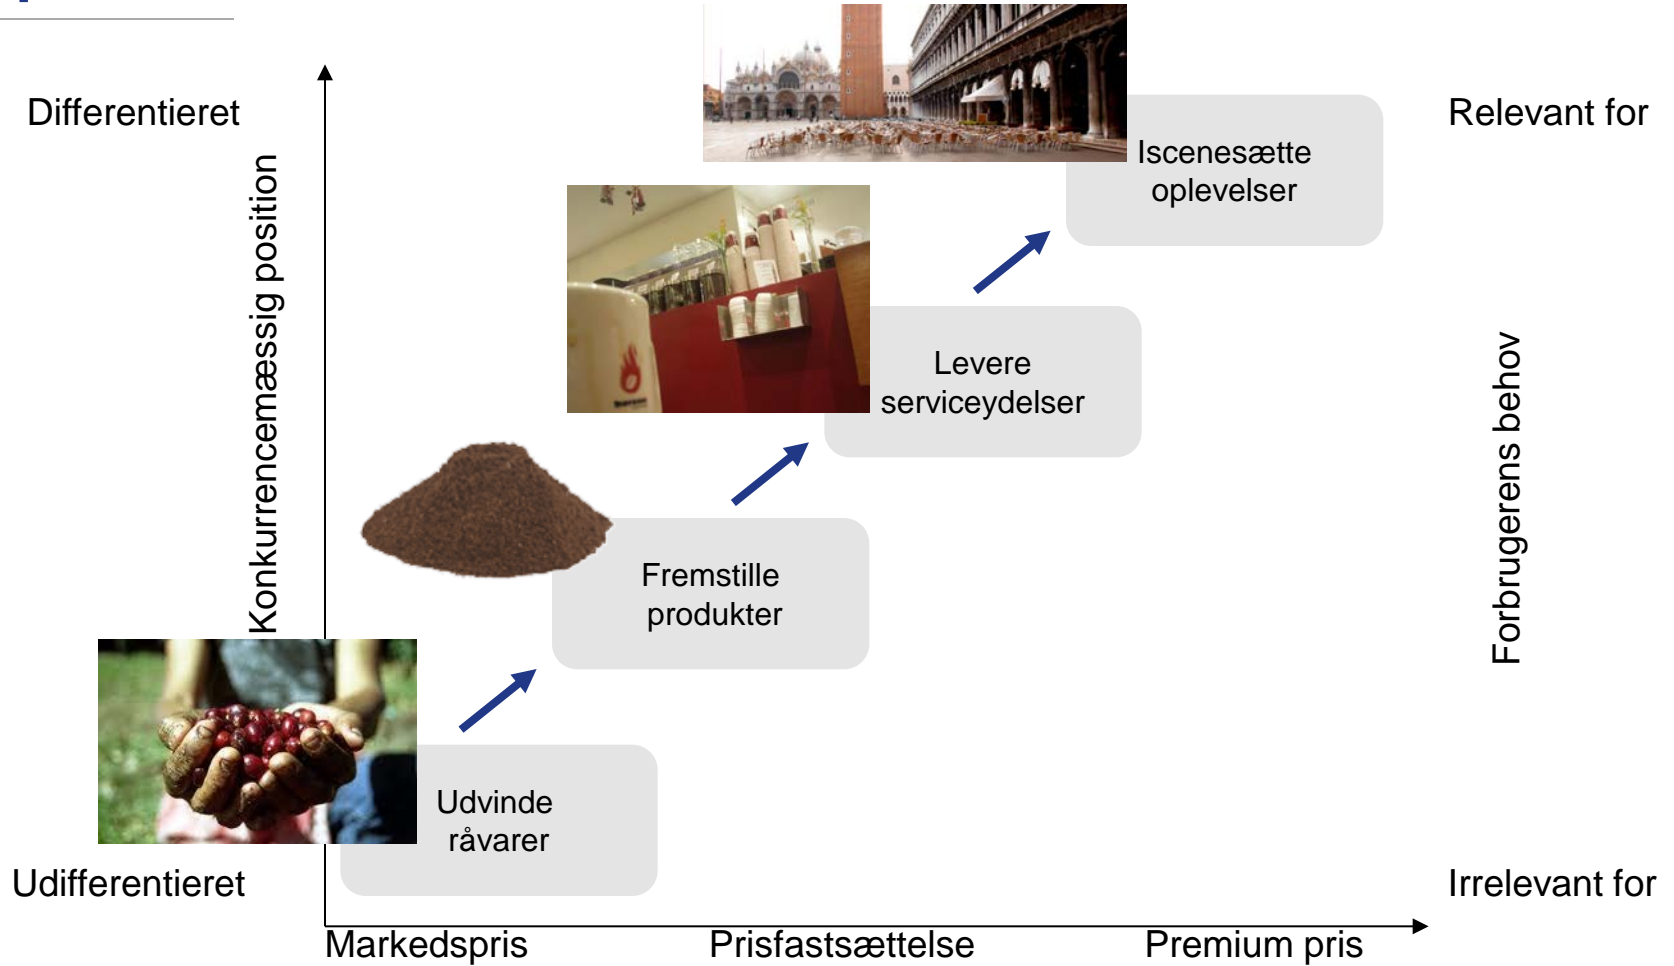 Differentieret
Relevant for
Konkurrencemæssig position
Iscenesætte
oplevelser
Levere
serviceydelser
Forbrugerens behov
Fremstille
produkter
Udvinde
råvarer
Udifferentieret
Irrelevant for
Markedspris
Prisfastsættelse
Premium pris